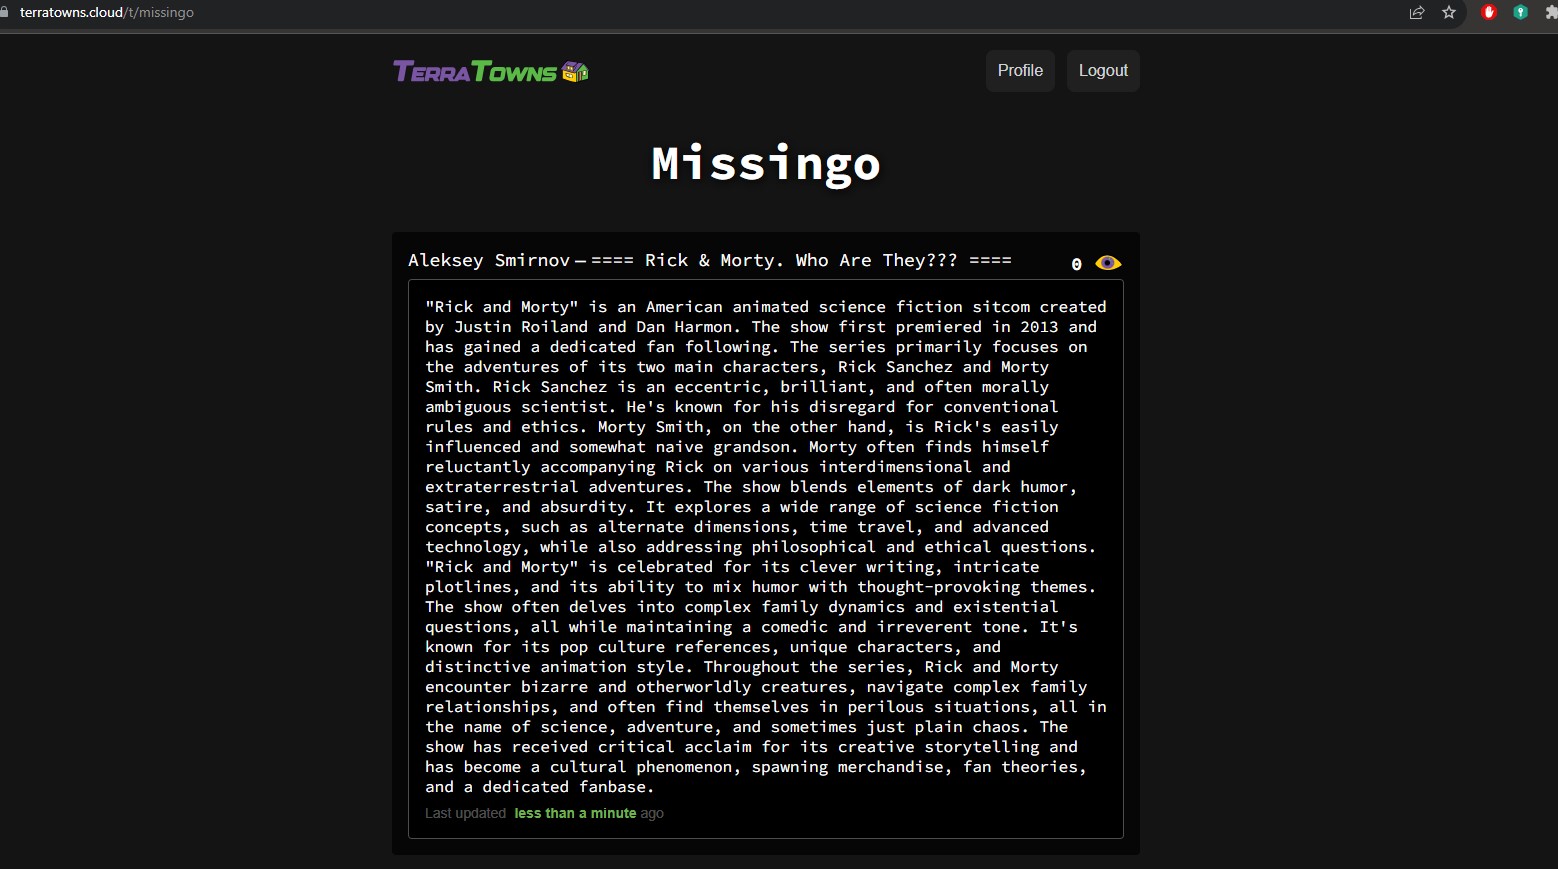 terratowns.cloud/t/missingo
TerraTowns
Profile
Logout
Missingo
Aleksey Smirnov — ==== Rick & Morty. Who Are They??? ====
0
"Rick and Morty" is an American animated science fiction sitcom created
by Justin Roiland and Dan Harmon. The show first premiered in 2013 and
has gained a dedicated fan following. The series primarily focuses on
the adventures of its two main characters, Rick Sanchez and Morty
Smith. Rick Sanchez is an eccentric, brilliant, and often morally
ambiguous scientist. He's known for his disregard for conventional
rules and ethics. Morty Smith, on the other hand, is Rick's easily
influenced and somewhat naive grandson. Morty often finds himself
reluctantly accompanying Rick on various interdimensional and
extraterrestrial adventures. The show blends elements of dark humor,
satire, and absurdity. It explores a wide range of science fiction
concepts, such as alternate dimensions, time travel, and advanced
technology, while also addressing philosophical and ethical questions.
"Rick and Morty" is celebrated for its clever writing, intricate
plotlines, and its ability to mix humor with thought-provoking themes.
The show often delves into complex family dynamics and existential
questions, all while maintaining a comedic and irreverent tone. It's
known for its pop culture references, unique characters, and
distinctive animation style. Throughout the series, Rick and Morty
encounter bizarre and otherworldly creatures, navigate complex family
relationships, and often find themselves in perilous situations, all in
the name of science, adventure, and sometimes just plain chaos. The
show has received critical acclaim for its creative storytelling and
has become a cultural phenomenon, spawning merchandise, fan theories,
and a dedicated fanbase.
Last updated less than a minute ago